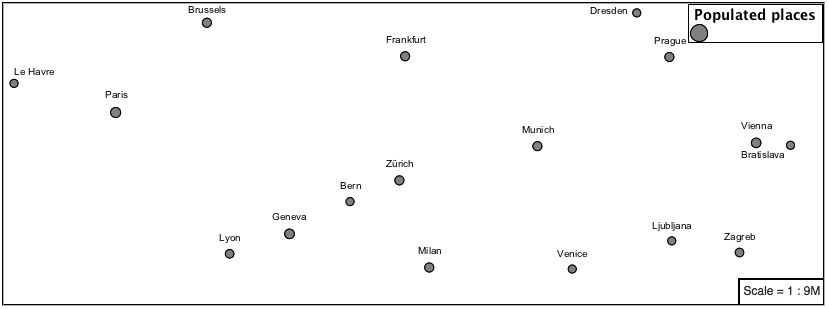 Brussels
Dresden
Populated places
Frankfurt
Prague
Le Havre
Paris
Munich
Vienna
Bratislava
Zürich
Bern
Geneva
Lyon
Milan
Venice
Ljubljana
Zagreb
Scale = 1 : 9M